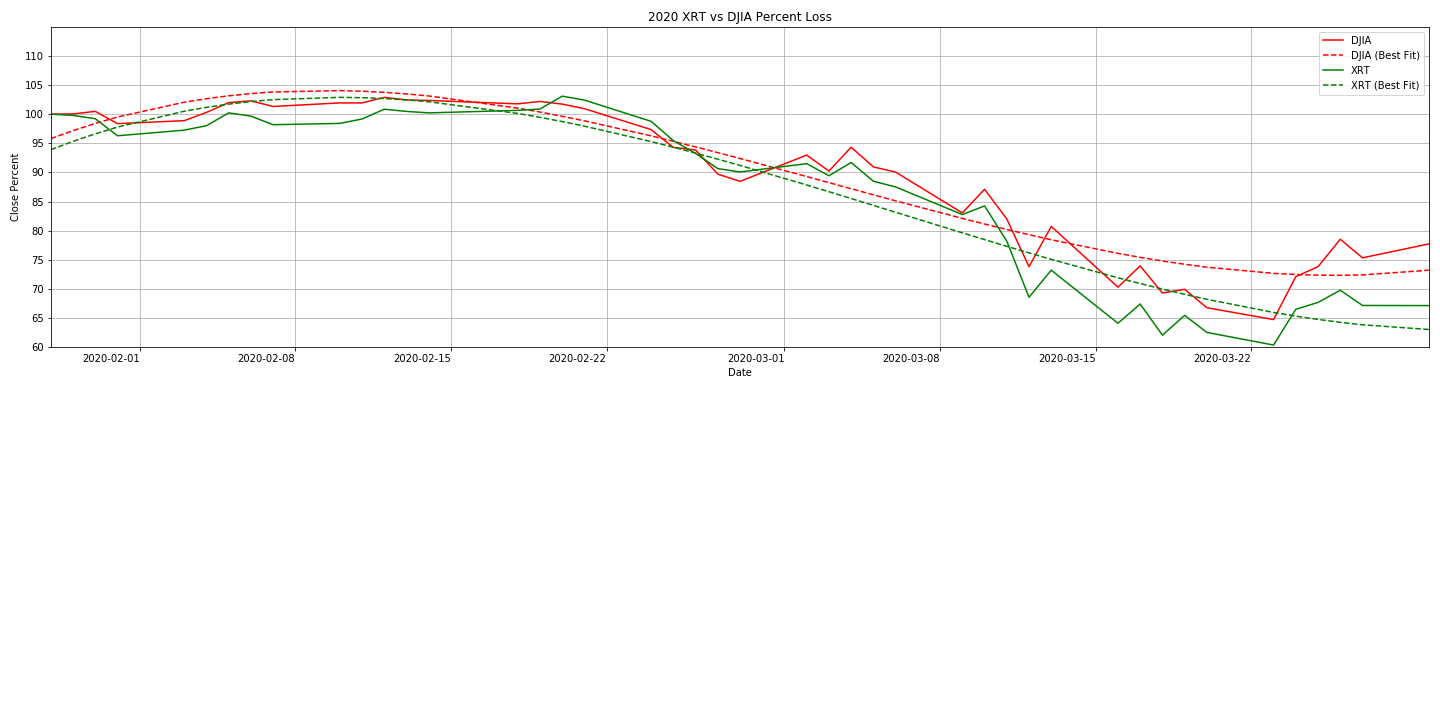 2020 XRT vs DJIA Percent Loss
DJIA
DJIA (Best Fit)
XRT
XRT (Best Fit)
Close Percent
110
105
100
95
90
85
80
75
70
65
60
2020-02-01
2020-02-08
2020-02-15
2020-02-22
2020-03-01
2020-03-08
2020-03-15
2020-03-22
Date